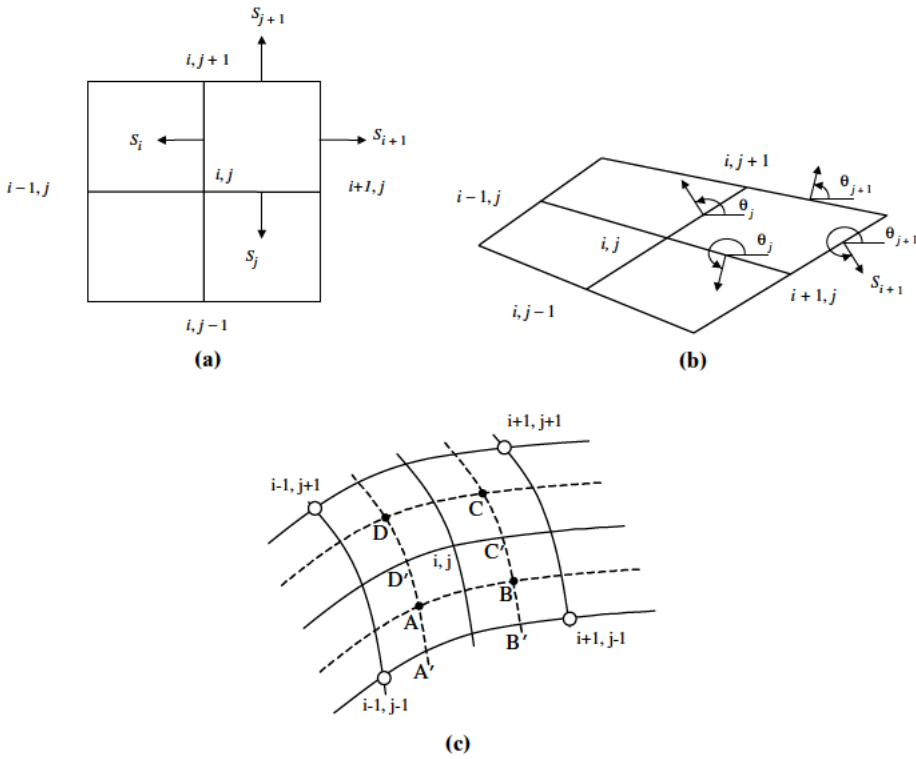 S_{j+1}
i, j+1
S_i
S_{i+1}
i, j
i−1, j
i+1, j
S_j
i, j−1
(a)
i, j+1
θ_{j+1}
i−1, j
θ_j
i, j
θ_j
θ_{j+1}
S_{i+1}
i+1, j
i, j−1
(b)
i+1, j+1
i-1, j+1
C
D
C′
i, j
D′
B
A
B′
i+1, j-1
A′
i-1, j-1
(c)